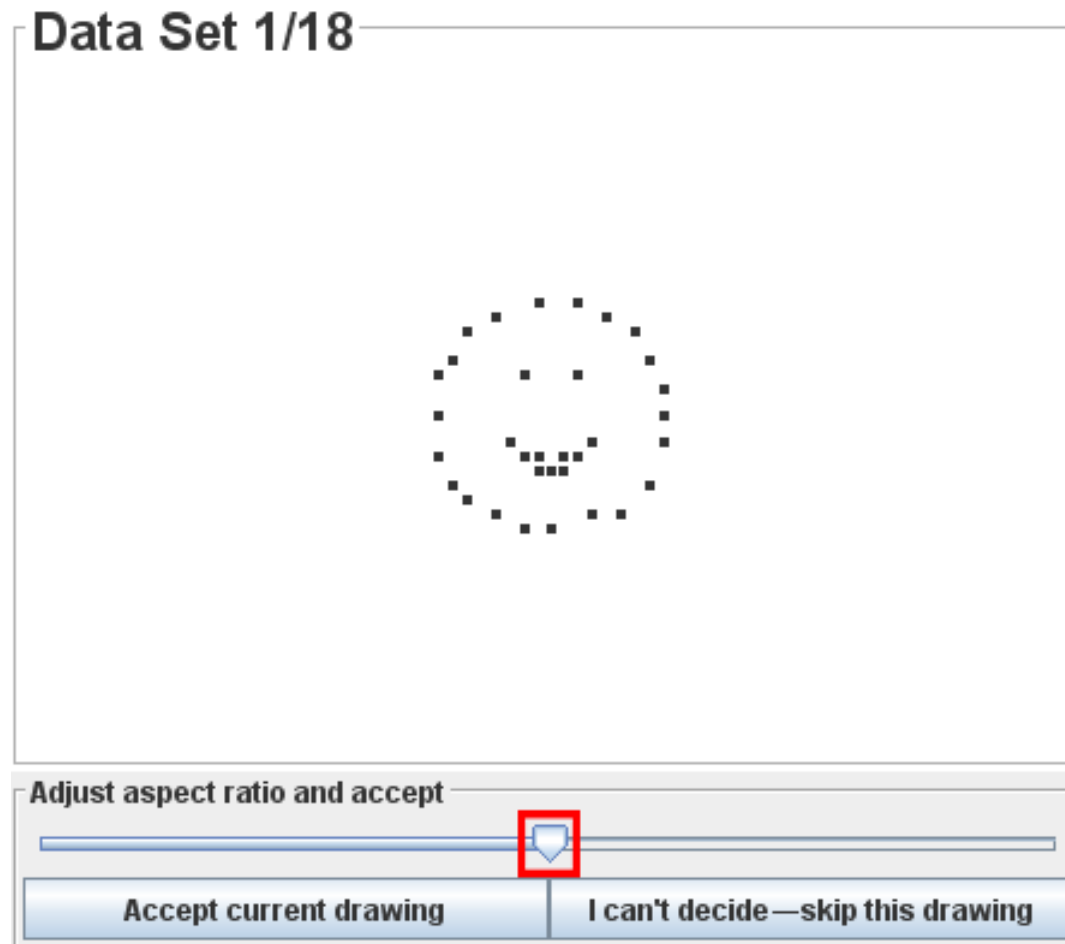 Data Set 1/18
Adjust aspect ratio and accept
Accept current drawing
I can't decide—skip this drawing